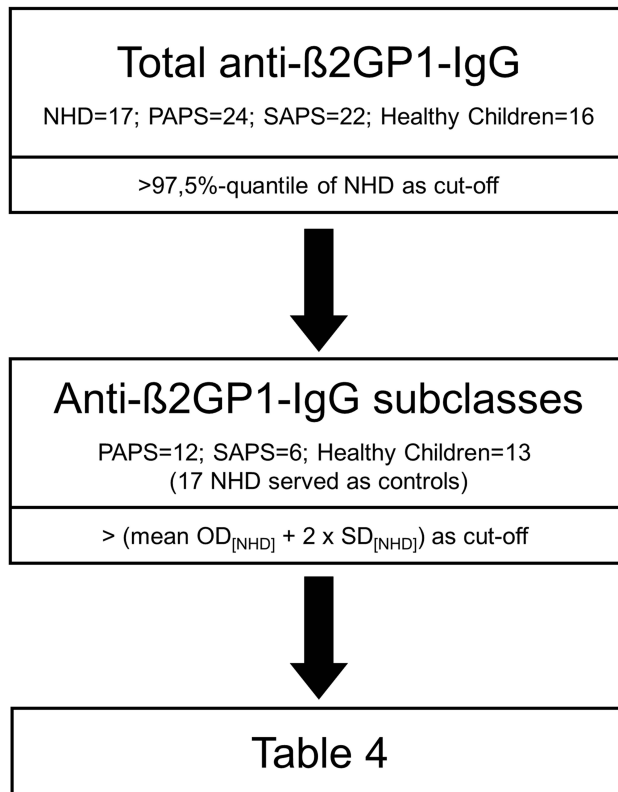 Total anti-ß2GP1-IgG
NHD=17; PAPS=24; SAPS=22; Healthy Children=16
>97,5%-quantile of NHD as cut-off
Anti-ß2GP1-IgG subclasses
PAPS=12; SAPS=6; Healthy Children=13
(17 NHD served as controls)
> (mean OD[NHD] + 2 x SD[NHD]) as cut-off
Table 4